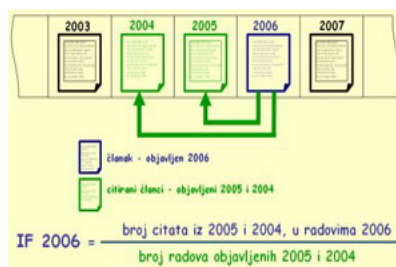 2003 2004 2005 2006 2007
članak - objavljen 2006
citirani članci - objavljeni 2005 i 2004
IF 2006 = broj citata iz 2005 i 2004, u radovima 2006
broj radova objavljenih 2005 i 2004